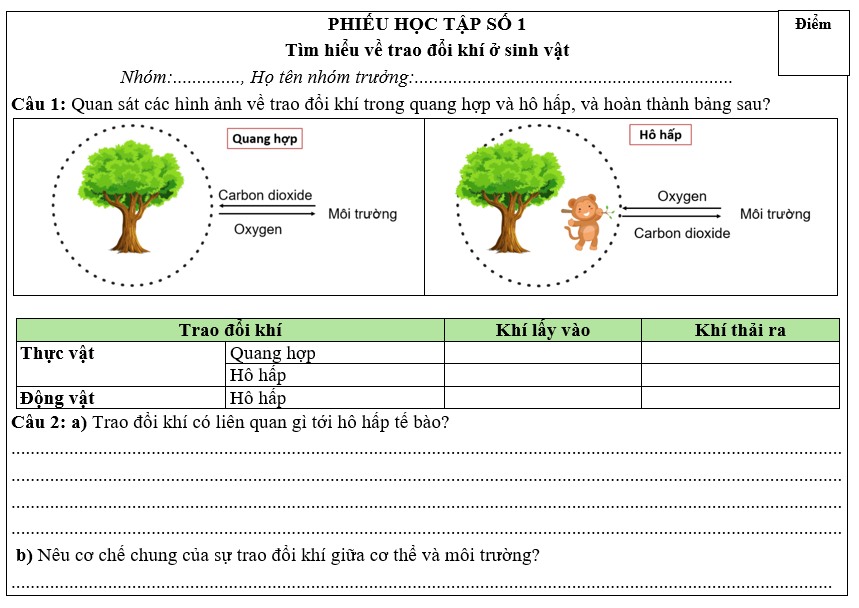 PHIẾU HỌC TẬP SỐ 1
Điểm
Tìm hiểu về trao đổi khí ở sinh vật
Nhóm:.............., Họ tên nhóm trưởng:................................................................
Câu 1: Quan sát các hình ảnh về trao đổi khí trong quang hợp và hô hấp, và hoàn thành bảng sau?
Quang hợp
Carbon dioxide
Môi trường
Oxygen
Hô hấp
Oxygen
Môi trường
Carbon dioxide
Trao đổi khí Khí lấy vào Khí thải ra
Thực vật Quang hợp
Hô hấp
Động vật Hô hấp
Câu 2: a) Trao đổi khí có liên quan gì tới hô hấp tế bào?
b) Nêu cơ chế chung của sự trao đổi khí giữa cơ thể và môi trường?